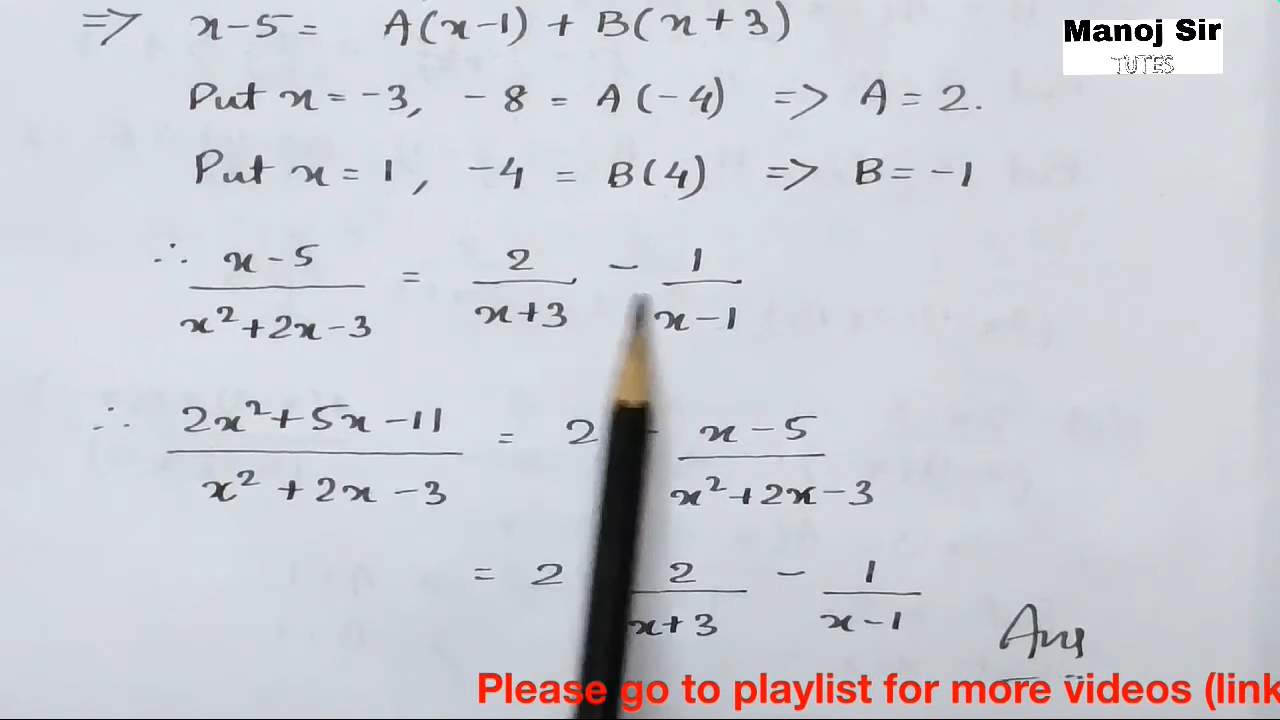 => x-5 = A(x-1) + B(x+3)
Manoj Sir
TUTES
Put x = -3, -8 = A(-4) => A = 2.
Put x = 1, -4 = B(4) => B = -1
∴ (x-5)/(x²+2x-3) = 2/(x+3) - 1/(x-1)
∴ (2x²+5x-11)/(x²+2x-3) = 2 (x-5)/(x²+2x-3)
= 2 2/(x+3) - 1/(x-1)
Ans
Please go to playlist for more videos (link